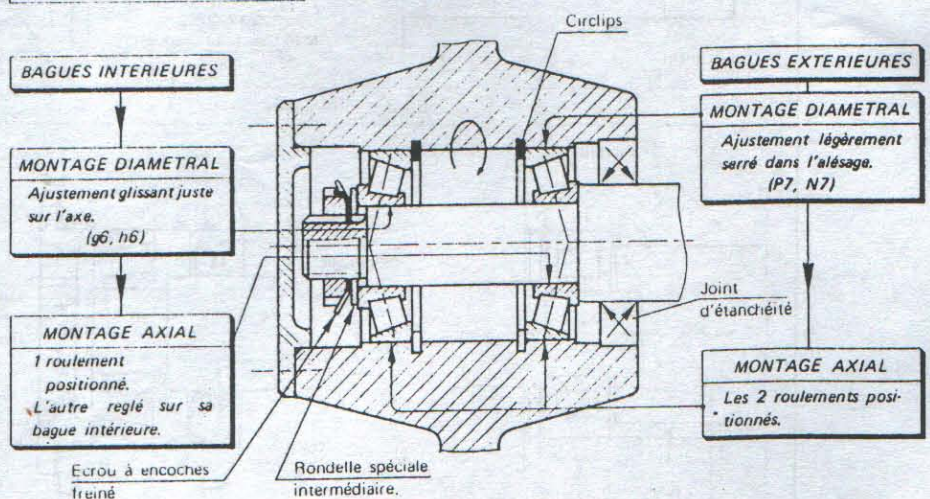 Circlips
BAGUES INTERIEURES
MONTAGE DIAMETRAL
Ajustement glissant juste
sur l'axe.
(g6, h6)
MONTAGE AXIAL
1 roulement
positionné.
L'autre reglé sur sa
bague intérieure.
Ecrou à encoches
freiné
Rondelle spéciale
intermédiaire.
BAGUES EXTERIEURES
MONTAGE DIAMETRAL
Ajustement légèrement
serré dans l'alésage.
(P7, N7)
Joint
d'étanchéité
MONTAGE AXIAL
Les 2 roulements posi-
tionnés.